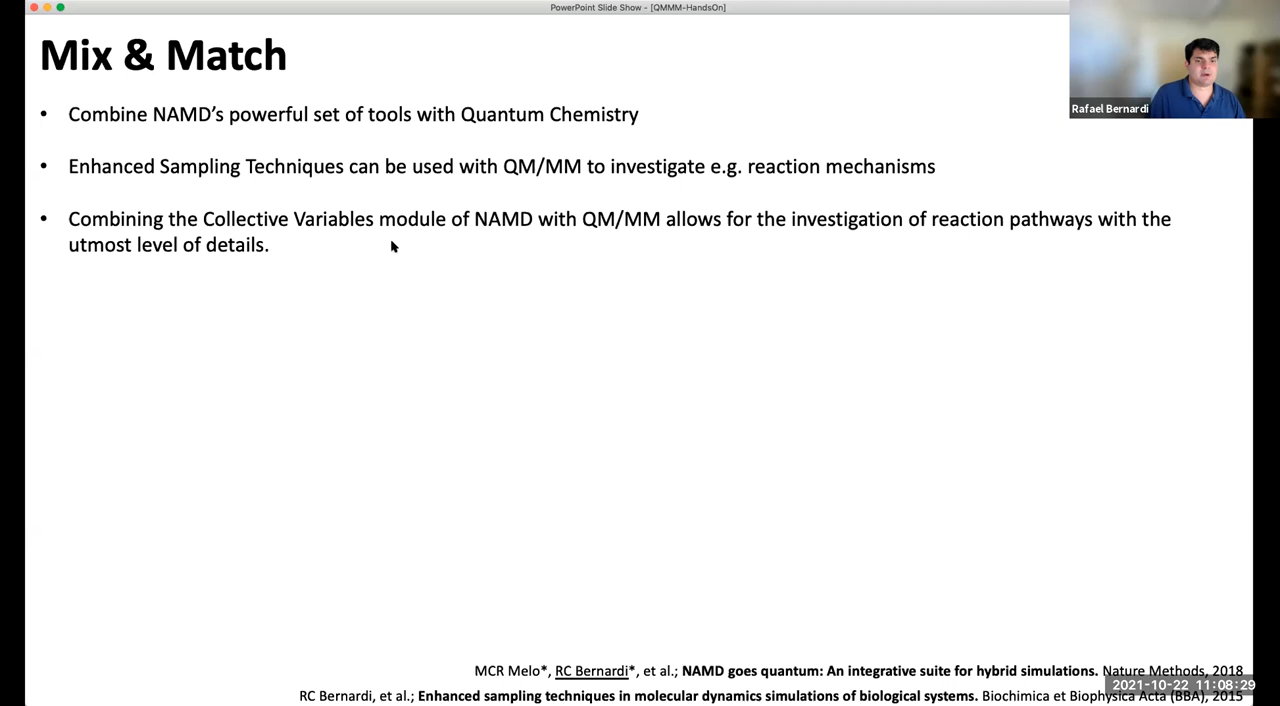 PowerPoint Slide Show - [QMMM-HandsOn]
Mix & Match
Rafael Bernardi
• Combine NAMD's powerful set of tools with Quantum Chemistry
• Enhanced Sampling Techniques can be used with QM/MM to investigate e.g. reaction mechanisms
• Combining the Collective Variables module of NAMD with QM/MM allows for the investigation of reaction pathways with the
utmost level of details.
MCR Melo*, RC Bernardi*, et al.; NAMD goes quantum: An integrative suite for hybrid simulations. Nature Methods, 2018
2021-10-22 11:08:29
RC Bernardi, et al.; Enhanced sampling techniques in molecular dynamics simulations of biological systems. Biochimica et Biophysica Acta (BBA), 2015